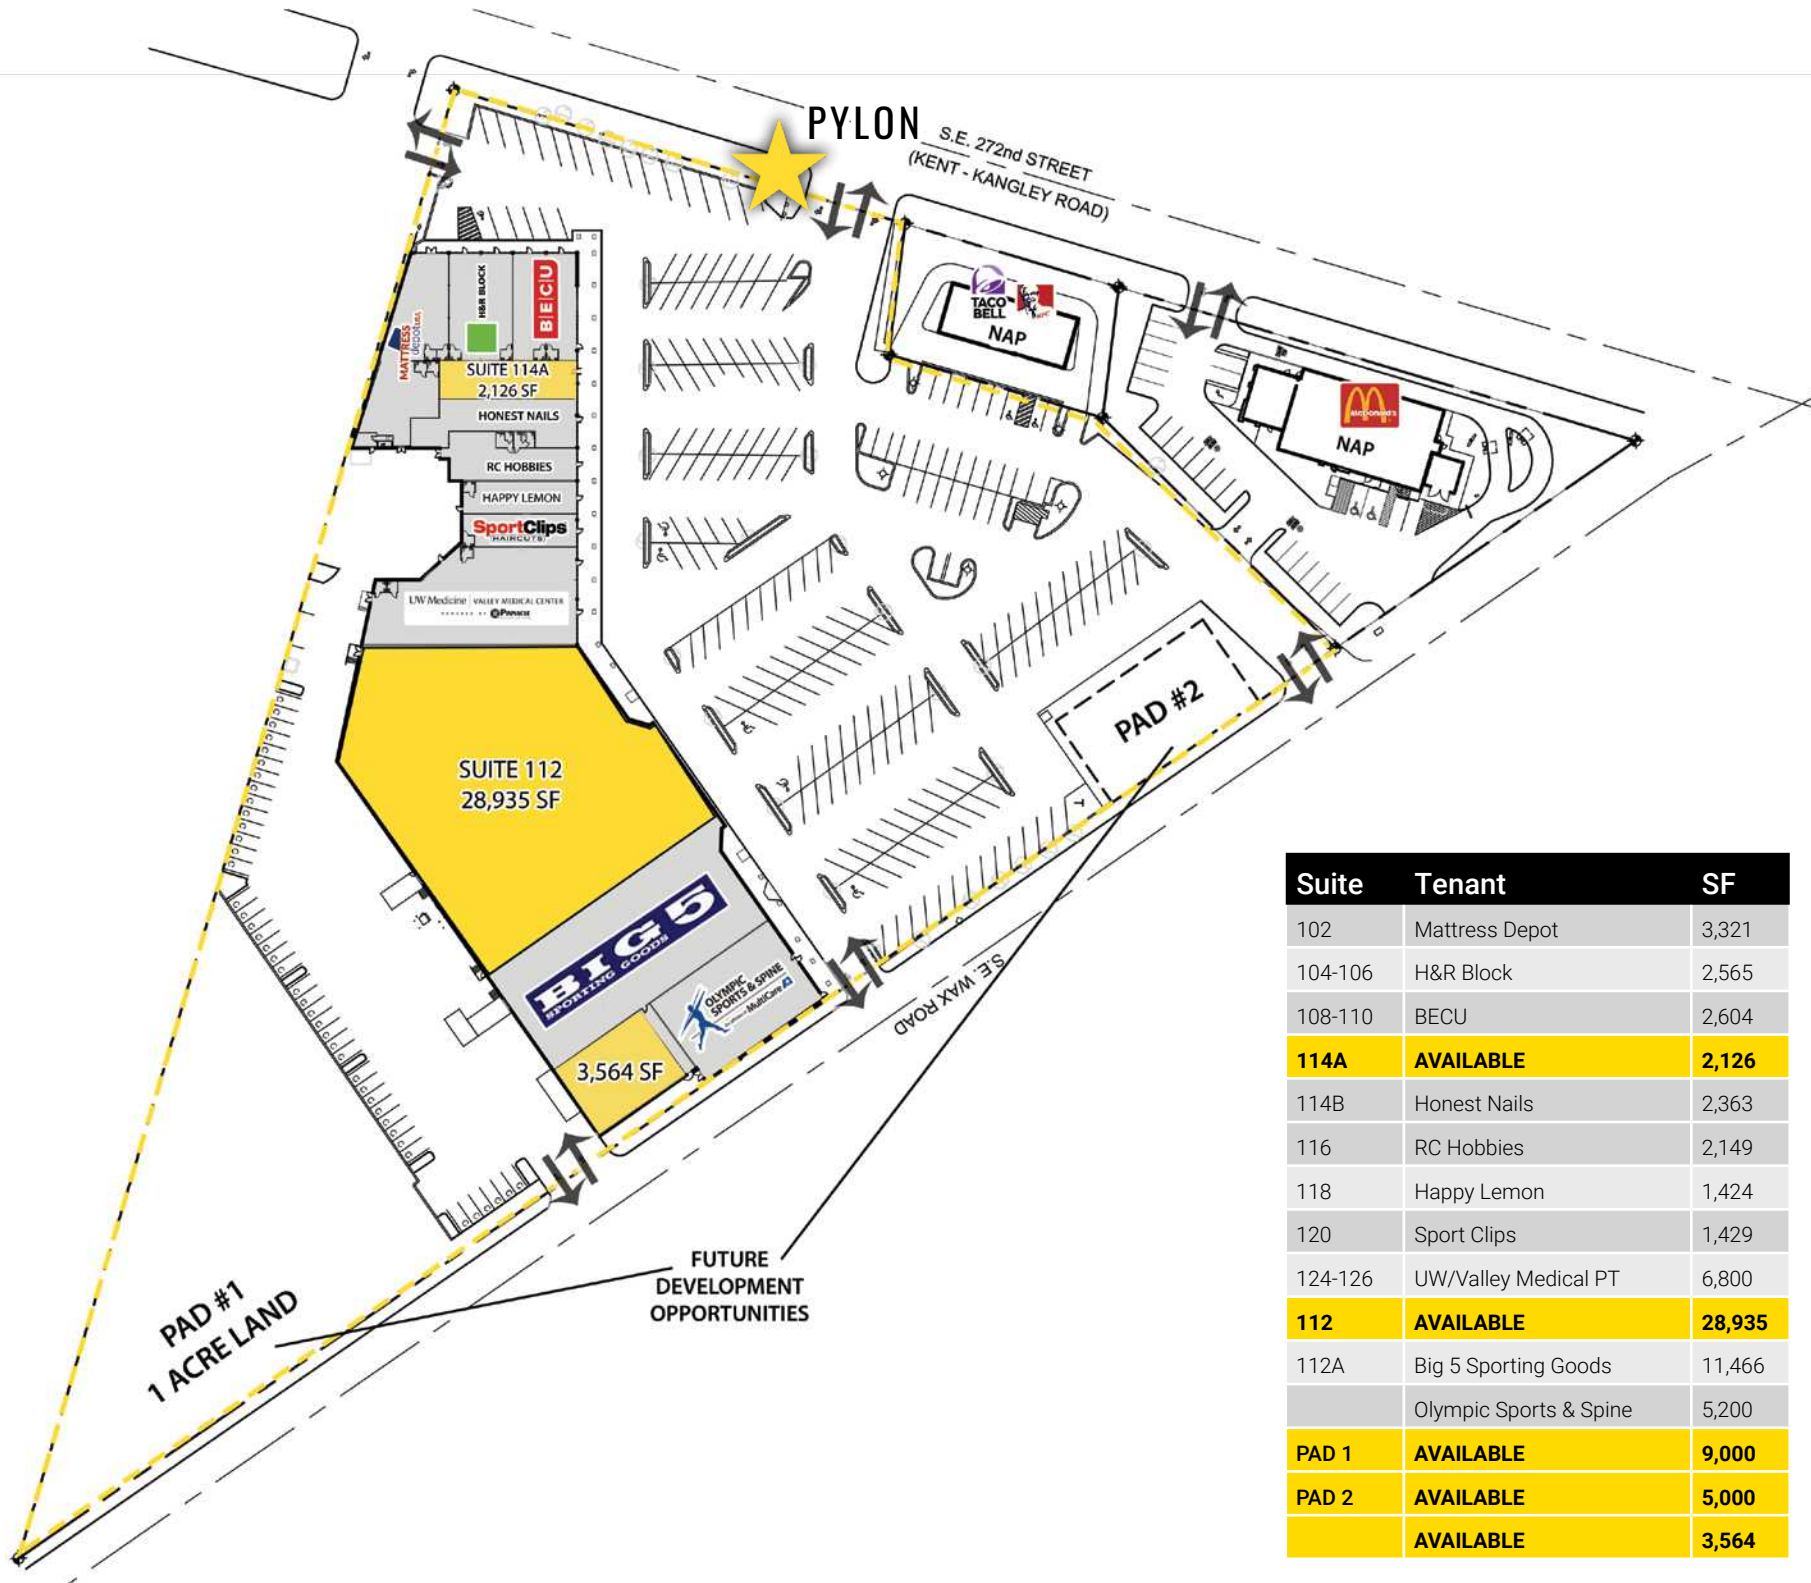 PYLON
S.E. 272nd STREET
(KENT - KANGLEY ROAD)
TACO
BELL
KFC
NAP
McDonald's
NAP
MATTRESS
depot USA
H&R BLOCK
BECU
SUITE 114A
2,126 SF
HONEST NAILS
RC HOBBIES
HAPPY LEMON
SportClips
HAIRCUTS
UW Medicine VALLEY MEDICAL CENTER
SUITE 112
28,935 SF
PAD #2
BIG 5
SPORTING GOODS
OLYMPIC
SPORTS & SPINE
MultiCare
3,564 SF
S.E. WAX ROAD
FUTURE
DEVELOPMENT
OPPORTUNITIES
PAD #1
1 ACRE LAND
Suite Tenant SF
102 Mattress Depot 3,321
104-106 H&R Block 2,565
108-110 BECU 2,604
114A AVAILABLE 2,126
114B Honest Nails 2,363
116 RC Hobbies 2,149
118 Happy Lemon 1,424
120 Sport Clips 1,429
124-126 UW/Valley Medical PT 6,800
112 AVAILABLE 28,935
112A Big 5 Sporting Goods 11,466
Olympic Sports & Spine 5,200
PAD 1 AVAILABLE 9,000
PAD 2 AVAILABLE 5,000
AVAILABLE 3,564